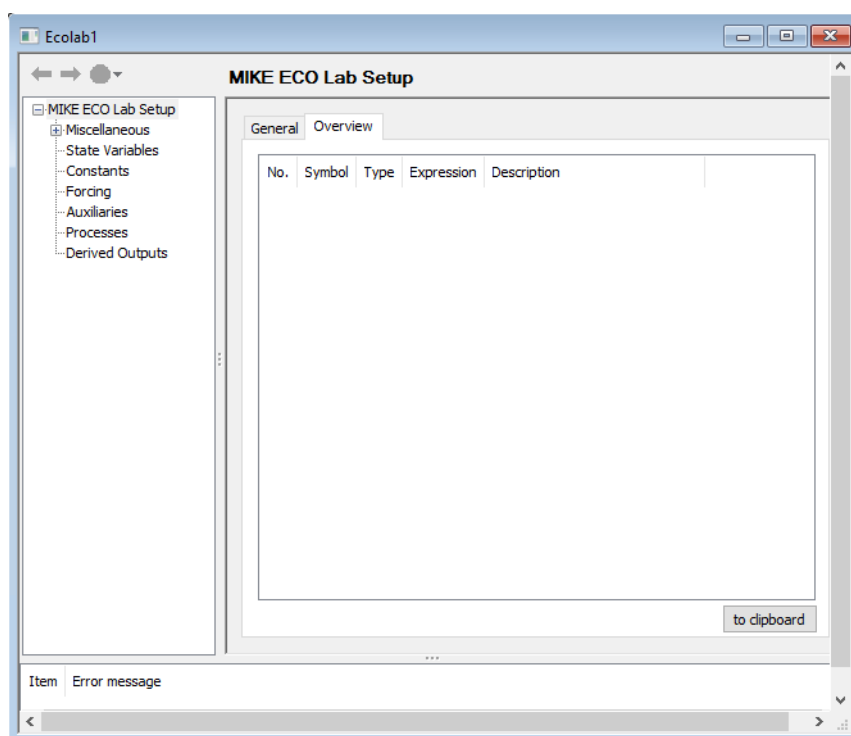 Ecolab1
MIKE ECO Lab Setup
MIKE ECO Lab Setup
Miscellaneous
State Variables
Constants
Forcing
Auxiliaries
Processes
Derived Outputs
General Overview
No. Symbol Type Expression Description
to clipboard
Item Error message